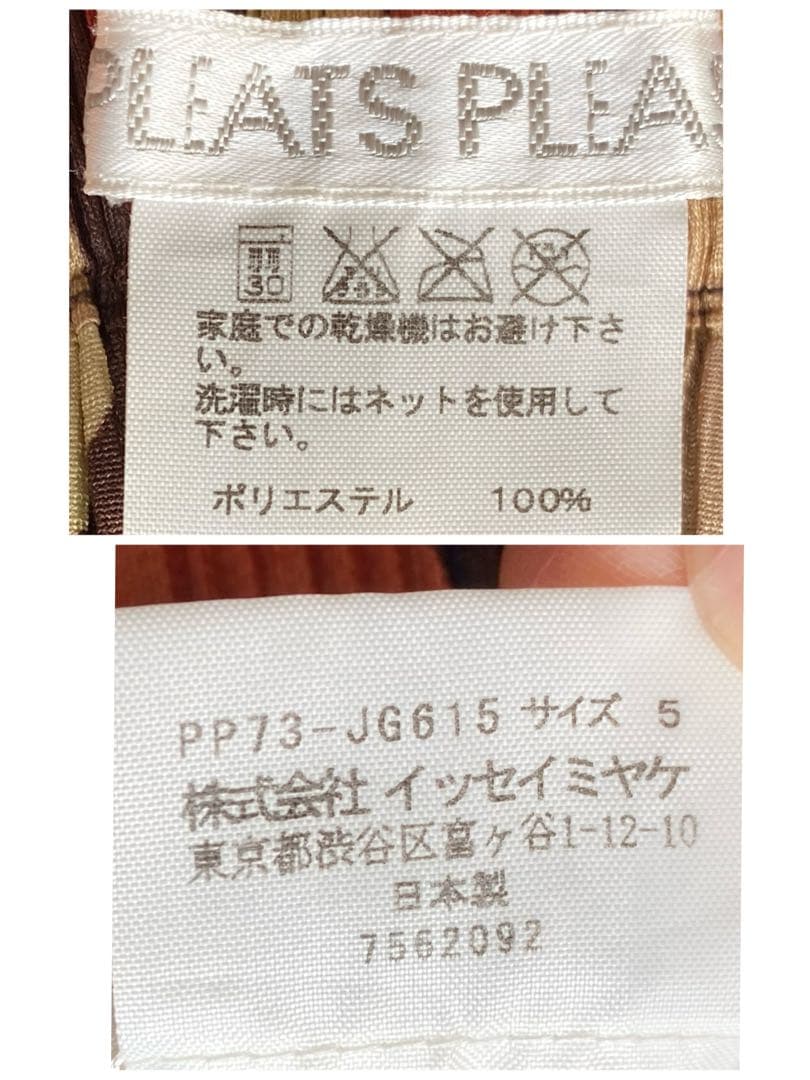 PLEATS PLEAS
弱
30
家庭での乾燥機はお避け下さ
い。
洗濯時にはネットを使用して
下さい。
ポリエステル 100%
PP73-JG615 サイズ 5
株式会社 イッセイミヤケ
東京都渋谷区富ヶ谷1-12-10
日本製
7562092